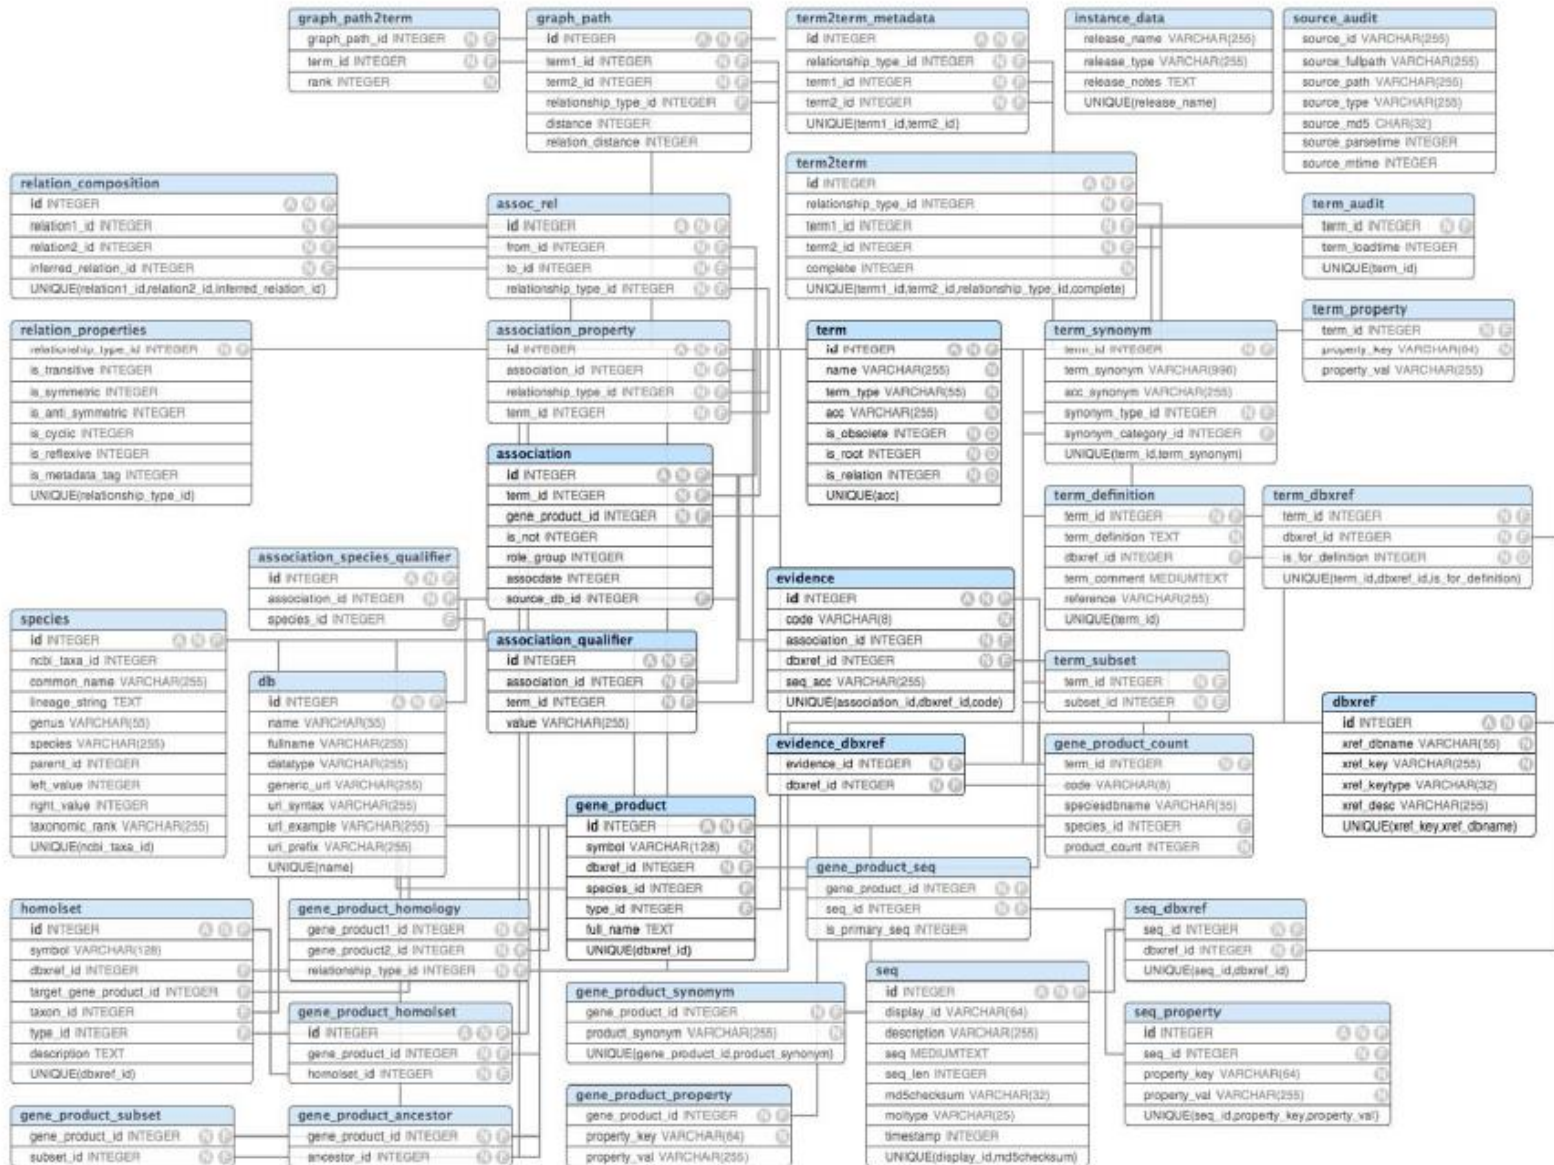 graph_path2term
graph_path_id INTEGER N F
term_id INTEGER N F
rank INTEGER N
graph_path
id INTEGER A N P
term1_id INTEGER N F
term2_id INTEGER N F
relationship_type_id INTEGER F
distance INTEGER
relation_distance INTEGER
term2term_metadata
id INTEGER A N P
relationship_type_id INTEGER N F
term1_id INTEGER N F
term2_id INTEGER N F
UNIQUE(term1_id,term2_id)
instance_data
release_name VARCHAR(255)
release_type VARCHAR(255)
release_notes TEXT
UNIQUE(release_name)
source_audit
source_id VARCHAR(255)
source_fullpath VARCHAR(255)
source_path VARCHAR(255)
source_type VARCHAR(255)
source_md5 CHAR(32)
source_parsetime INTEGER
source_mtime INTEGER
relation_composition
id INTEGER A N P
relation1_id INTEGER N F
relation2_id INTEGER N F
inferred_relation_id INTEGER N F
UNIQUE(relation1_id,relation2_id,inferred_relation_id)
assoc_rel
id INTEGER A N P
from_id INTEGER N F
to_id INTEGER N F
relationship_type_id INTEGER N F
term2term
id INTEGER A N P
relationship_type_id INTEGER N F
term1_id INTEGER N F
term2_id INTEGER N F
complete INTEGER N
UNIQUE(term1_id,term2_id,relationship_type_id,complete)
term_audit
term_id INTEGER N F
term_loadtime INTEGER
UNIQUE(term_id)
relation_properties
relationship_type_id INTEGER N F
is_transitive INTEGER
is_symmetric INTEGER
is_anti_symmetric INTEGER
is_cyclic INTEGER
is_reflexive INTEGER
is_metadata_tag INTEGER
UNIQUE(relationship_type_id)
association_property
id INTEGER A N P
association_id INTEGER N F
relationship_type_id INTEGER N F
term_id INTEGER N F
term
id INTEGER A N P
name VARCHAR(255) N
term_type VARCHAR(55) N
acc VARCHAR(255) N
is_obsolete INTEGER N D
is_root INTEGER N D
is_relation INTEGER N D
UNIQUE(acc)
term_synonym
term_id INTEGER N F
term_synonym VARCHAR(996)
acc_synonym VARCHAR(255)
synonym_type_id INTEGER N F
synonym_category_id INTEGER F
UNIQUE(term_id,term_synonym)
term_property
term_id INTEGER N F
property_key VARCHAR(64) N
property_val VARCHAR(255)
association
id INTEGER A N P
term_id INTEGER N F
gene_product_id INTEGER N F
is_not INTEGER
role_group INTEGER
assocdate INTEGER
source_db_id INTEGER F
term_definition
term_id INTEGER N F
term_definition TEXT N
dbxref_id INTEGER F
term_comment MEDIUMTEXT
reference VARCHAR(255)
UNIQUE(term_id)
term_dbxref
term_id INTEGER N F
dbxref_id INTEGER N F
is_for_definition INTEGER N D
UNIQUE(term_id,dbxref_id,is_for_definition)
association_species_qualifier
id INTEGER A N P
association_id INTEGER N F
species_id INTEGER F
evidence
id INTEGER A N P
code VARCHAR(8) N
association_id INTEGER N F
dbxref_id INTEGER N F
seq_acc VARCHAR(255)
UNIQUE(association_id,dbxref_id,code)
species
id INTEGER A N P
ncbi_taxa_id INTEGER
common_name VARCHAR(255)
lineage_string TEXT
genus VARCHAR(55)
species VARCHAR(255)
parent_id INTEGER
left_value INTEGER
right_value INTEGER
taxonomic_rank VARCHAR(255)
UNIQUE(ncbi_taxa_id)
association_qualifier
id INTEGER A N P
association_id INTEGER N F
term_id INTEGER N F
value VARCHAR(255)
db
id INTEGER A N P
name VARCHAR(55)
fullname VARCHAR(255)
datatype VARCHAR(255)
generic_url VARCHAR(255)
url_syntax VARCHAR(255)
url_example VARCHAR(255)
uri_prefix VARCHAR(255)
UNIQUE(name)
term_subset
term_id INTEGER N F
subset_id INTEGER N F
dbxref
id INTEGER A N P
xref_dbname VARCHAR(55) N
xref_key VARCHAR(255) N
xref_keytype VARCHAR(32)
xref_desc VARCHAR(255)
UNIQUE(xref_key,xref_dbname)
evidence_dbxref
evidence_id INTEGER N F
dbxref_id INTEGER N F
gene_product_count
term_id INTEGER N F
code VARCHAR(8)
speciesdbname VARCHAR(55)
species_id INTEGER F
product_count INTEGER N
gene_product
id INTEGER A N P
symbol VARCHAR(128) N
dbxref_id INTEGER N F
species_id INTEGER F
type_id INTEGER F
full_name TEXT
UNIQUE(dbxref_id)
gene_product_seq
gene_product_id INTEGER N F
seq_id INTEGER N F
is_primary_seq INTEGER
homolset
id INTEGER A N P
symbol VARCHAR(128)
dbxref_id INTEGER F
target_gene_product_id INTEGER F
taxon_id INTEGER F
type_id INTEGER F
description TEXT
UNIQUE(dbxref_id)
gene_product_homology
gene_product1_id INTEGER N F
gene_product2_id INTEGER N F
relationship_type_id INTEGER N F
seq_dbxref
seq_id INTEGER N F
dbxref_id INTEGER N F
UNIQUE(seq_id,dbxref_id)
seq
id INTEGER A N P
display_id VARCHAR(64)
description VARCHAR(255)
seq MEDIUMTEXT
seq_len INTEGER
md5checksum VARCHAR(32)
moltype VARCHAR(25)
timestamp INTEGER
UNIQUE(display_id,md5checksum)
gene_product_synonym
gene_product_id INTEGER N F
product_synonym VARCHAR(255) N
UNIQUE(gene_product_id,product_synonym)
gene_product_homolset
id INTEGER A N P
gene_product_id INTEGER N F
homolset_id INTEGER N F
seq_property
id INTEGER A N P
seq_id INTEGER N F
property_key VARCHAR(64) N
property_val VARCHAR(255) N
UNIQUE(seq_id,property_key,property_val)
gene_product_property
gene_product_id INTEGER N F
property_key VARCHAR(64) N
property_val VARCHAR(255)
gene_product_subset
gene_product_id INTEGER N F
subset_id INTEGER N F
gene_product_ancestor
gene_product_id INTEGER N F
ancestor_id INTEGER N F